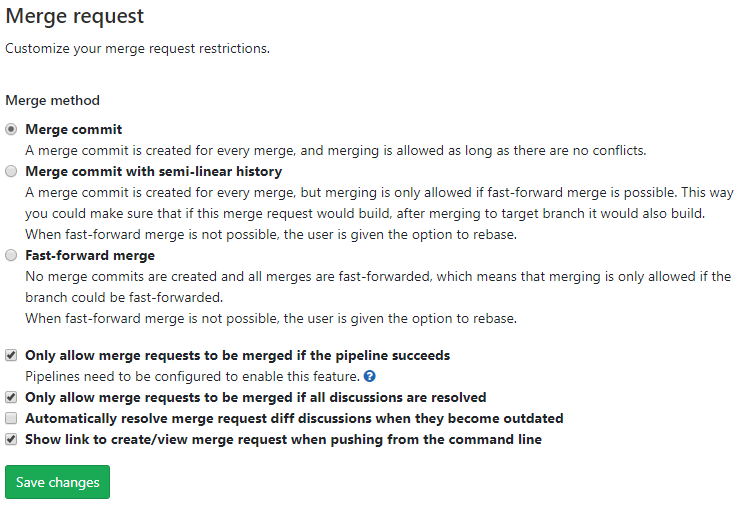 Merge request
Customize your merge request restrictions.
Merge method
Merge commit
A merge commit is created for every merge, and merging is allowed as long as there are no conflicts.
Merge commit with semi-linear history
A merge commit is created for every merge, but merging is only allowed if fast-forward merge is possible. This way
you could make sure that if this merge request would build, after merging to target branch it would also build.
When fast-forward merge is not possible, the user is given the option to rebase.
Fast-forward merge
No merge commits are created and all merges are fast-forwarded, which means that merging is only allowed if the
branch could be fast-forwarded.
When fast-forward merge is not possible, the user is given the option to rebase.
Only allow merge requests to be merged if the pipeline succeeds
Pipelines need to be configured to enable this feature. ?
Only allow merge requests to be merged if all discussions are resolved
Automatically resolve merge request diff discussions when they become outdated
Show link to create/view merge request when pushing from the command line
Save changes